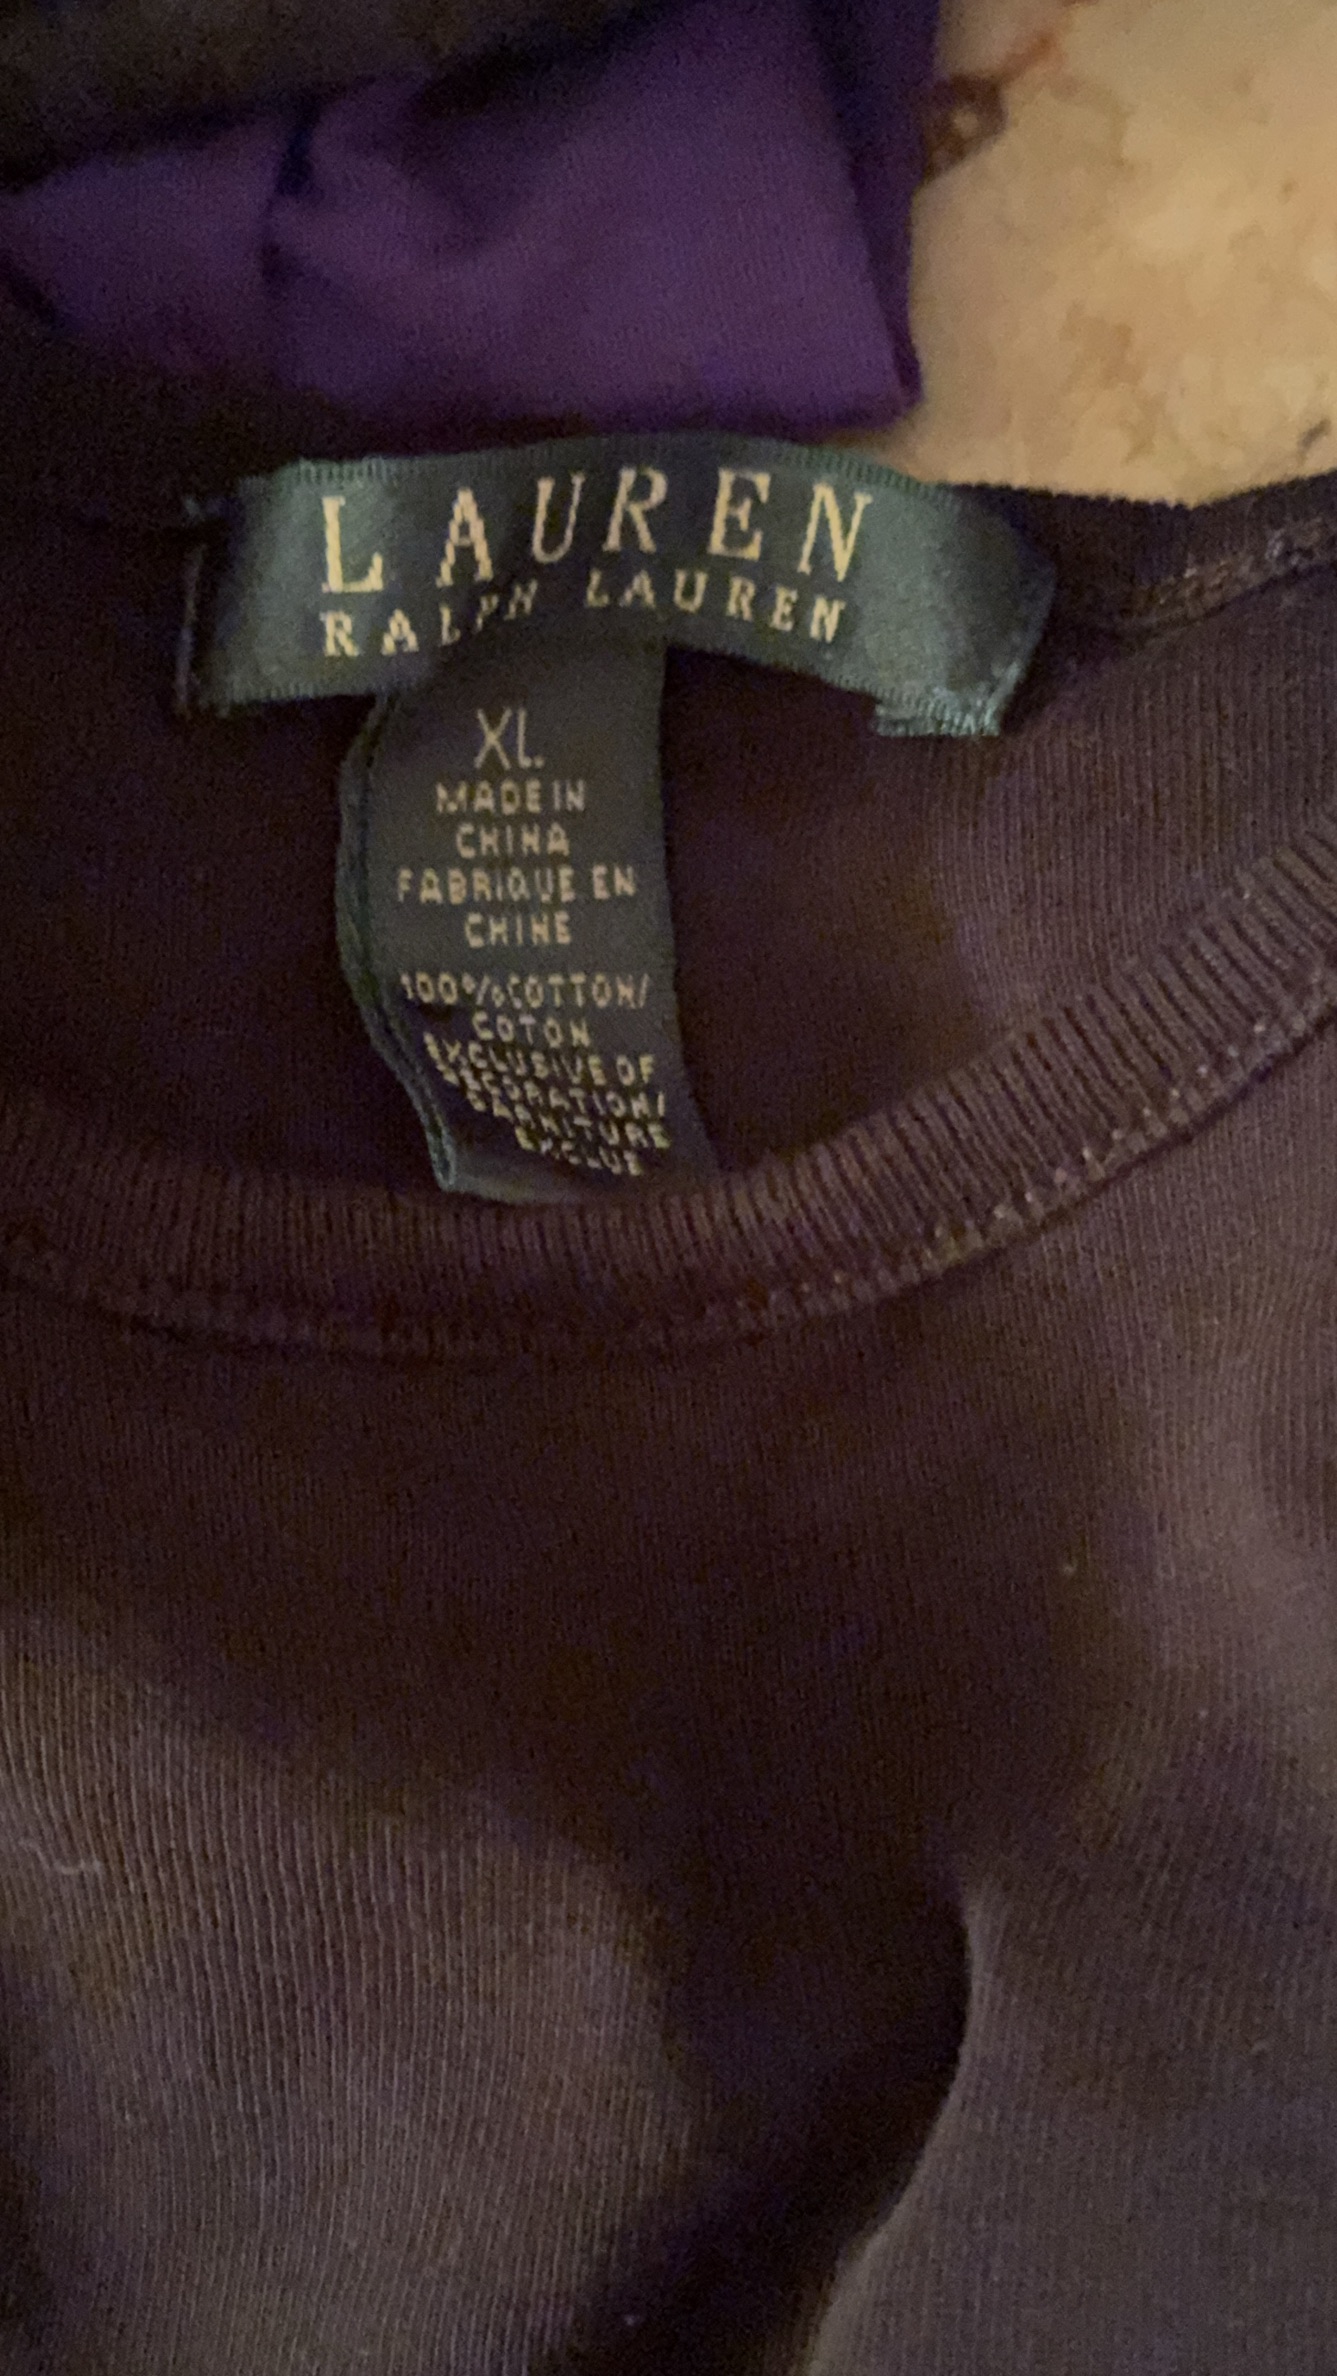 LAUREN
RALPH LAUREN
XL
MADE IN
CHINA
FABRIQUE EN
CHINE
100% COTTON/
COTON
EXCLUSIVE OF
DECORATION/
GARNITURE
EXCLUE